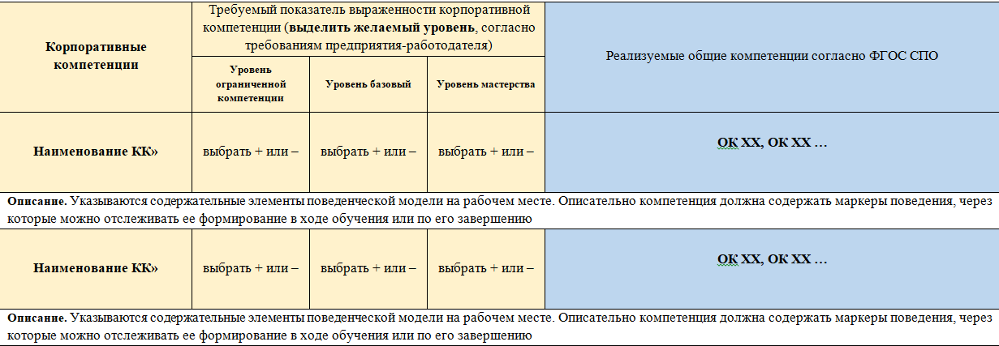 Корпоративные
компетенции
Требуемый показатель выраженности корпоративной
компетенции (выделить желаемый уровень, согласно
требованиям предприятия-работодателя)
Реализуемые общие компетенции согласно ФГОС СПО
Уровень
ограниченной
компетенции
Уровень базовый
Уровень мастерства
Наименование КК»
выбрать + или –
выбрать + или –
выбрать + или –
ОК ХХ, ОК ХХ …
Описание. Указываются содержательные элементы поведенческой модели на рабочем месте. Описательно компетенция должна содержать маркеры поведения, через
которые можно отслеживать ее формирование в ходе обучения или по его завершению
Наименование КК»
выбрать + или –
выбрать + или –
выбрать + или –
ОК ХХ, ОК ХХ …
Описание. Указываются содержательные элементы поведенческой модели на рабочем месте. Описательно компетенция должна содержать маркеры поведения, через
которые можно отслеживать ее формирование в ходе обучения или по его завершению